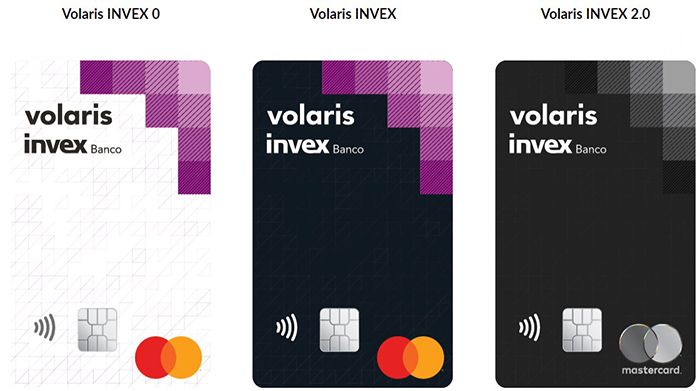 Volaris INVEX 0
Volaris INVEX
Volaris INVEX 2.0
volaris
invex Banco
volaris
invex Banco
volaris
invex Banco
mastercard.